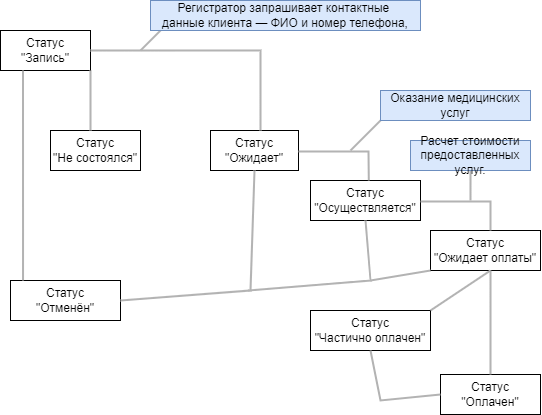 Регистратор запрашивает контактные
данные клиента — ФИО и номер телефона,
Статус
"Запись"
Оказание медицинских
услуг
Статус
"Не состоялся"
Статус
"Ожидает"
Расчет стоимости
предоставленных
услуг.
Статус
"Осуществляется"
Статус
"Ожидает оплаты"
Статус
"Отменён"
Статус
"Частично оплачен"
Статус
"Оплачен"